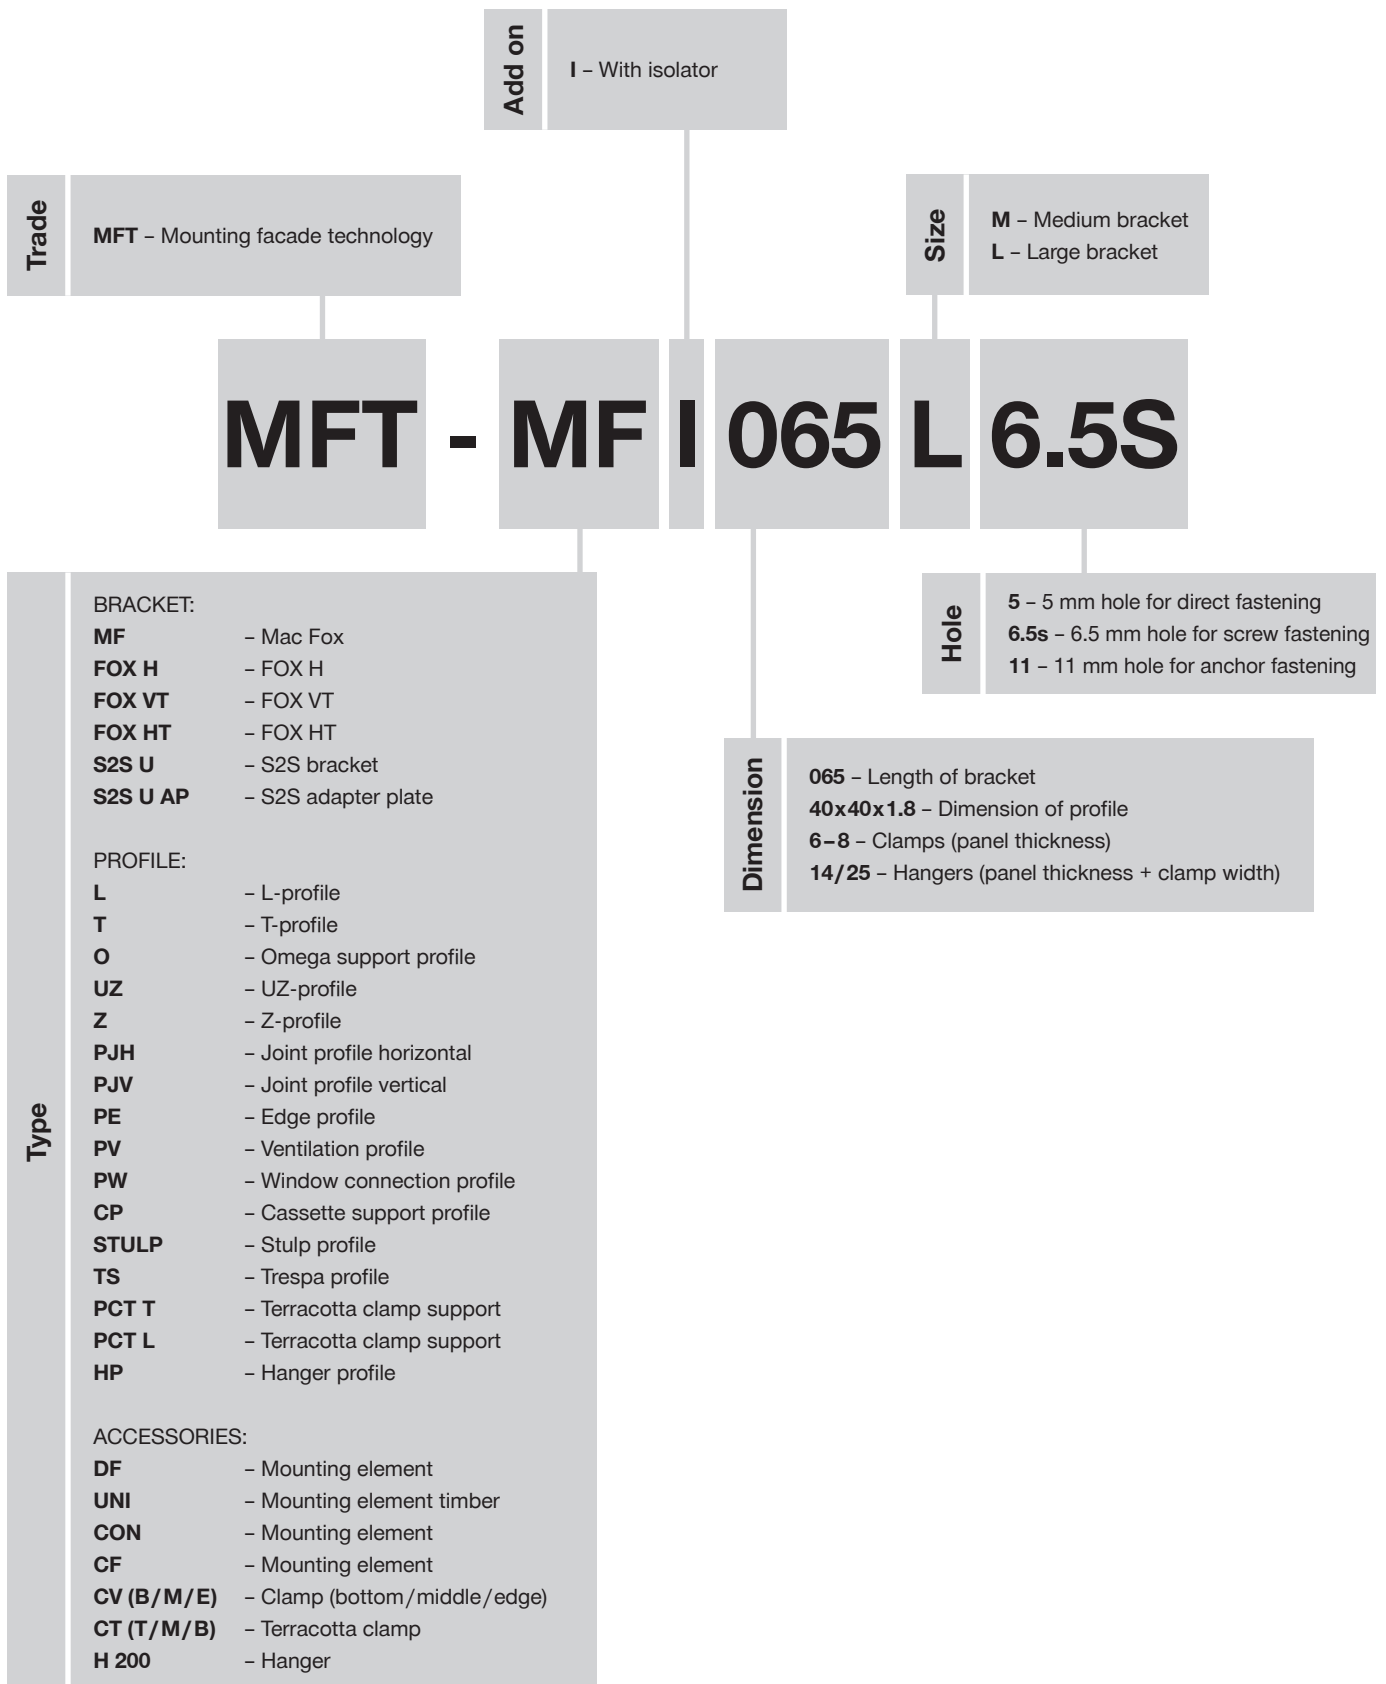 Add on
I – With isolator
Trade
MFT – Mounting facade technology
Size
M – Medium bracket
L – Large bracket
MFT - MF I 065 L 6.5S
Type
BRACKET:
MF – Mac Fox
FOX H – FOX H
FOX VT – FOX VT
FOX HT – FOX HT
S2S U – S2S bracket
S2S U AP – S2S adapter plate
PROFILE:
L – L-profile
T – T-profile
O – Omega support profile
UZ – UZ-profile
Z – Z-profile
PJH – Joint profile horizontal
PJV – Joint profile vertical
PE – Edge profile
PV – Ventilation profile
PW – Window connection profile
CP – Cassette support profile
STULP – Stulp profile
TS – Trespa profile
PCT T – Terracotta clamp support
PCT L – Terracotta clamp support
HP – Hanger profile
ACCESSORIES:
DF – Mounting element
UNI – Mounting element timber
CON – Mounting element
CF – Mounting element
CV (B/M/E) – Clamp (bottom/middle/edge)
CT (T/M/B) – Terracotta clamp
H 200 – Hanger
Hole
5 – 5 mm hole for direct fastening
6.5s – 6.5 mm hole for screw fastening
11 – 11 mm hole for anchor fastening
Dimension
065 – Length of bracket
40x40x1.8 – Dimension of profile
6–8 – Clamps (panel thickness)
14/25 – Hangers (panel thickness + clamp width)